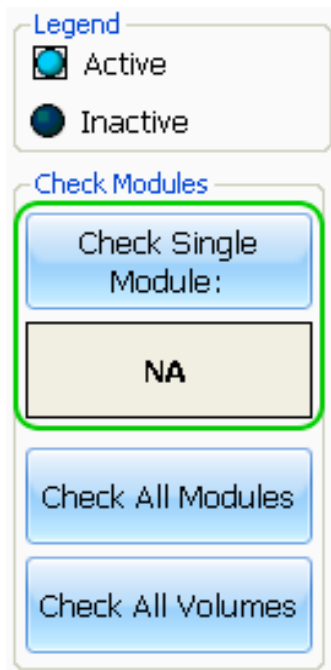 Legend
Active
Inactive
Check Modules
Check Single
Module:
NA
Check All Modules
Check All Volumes